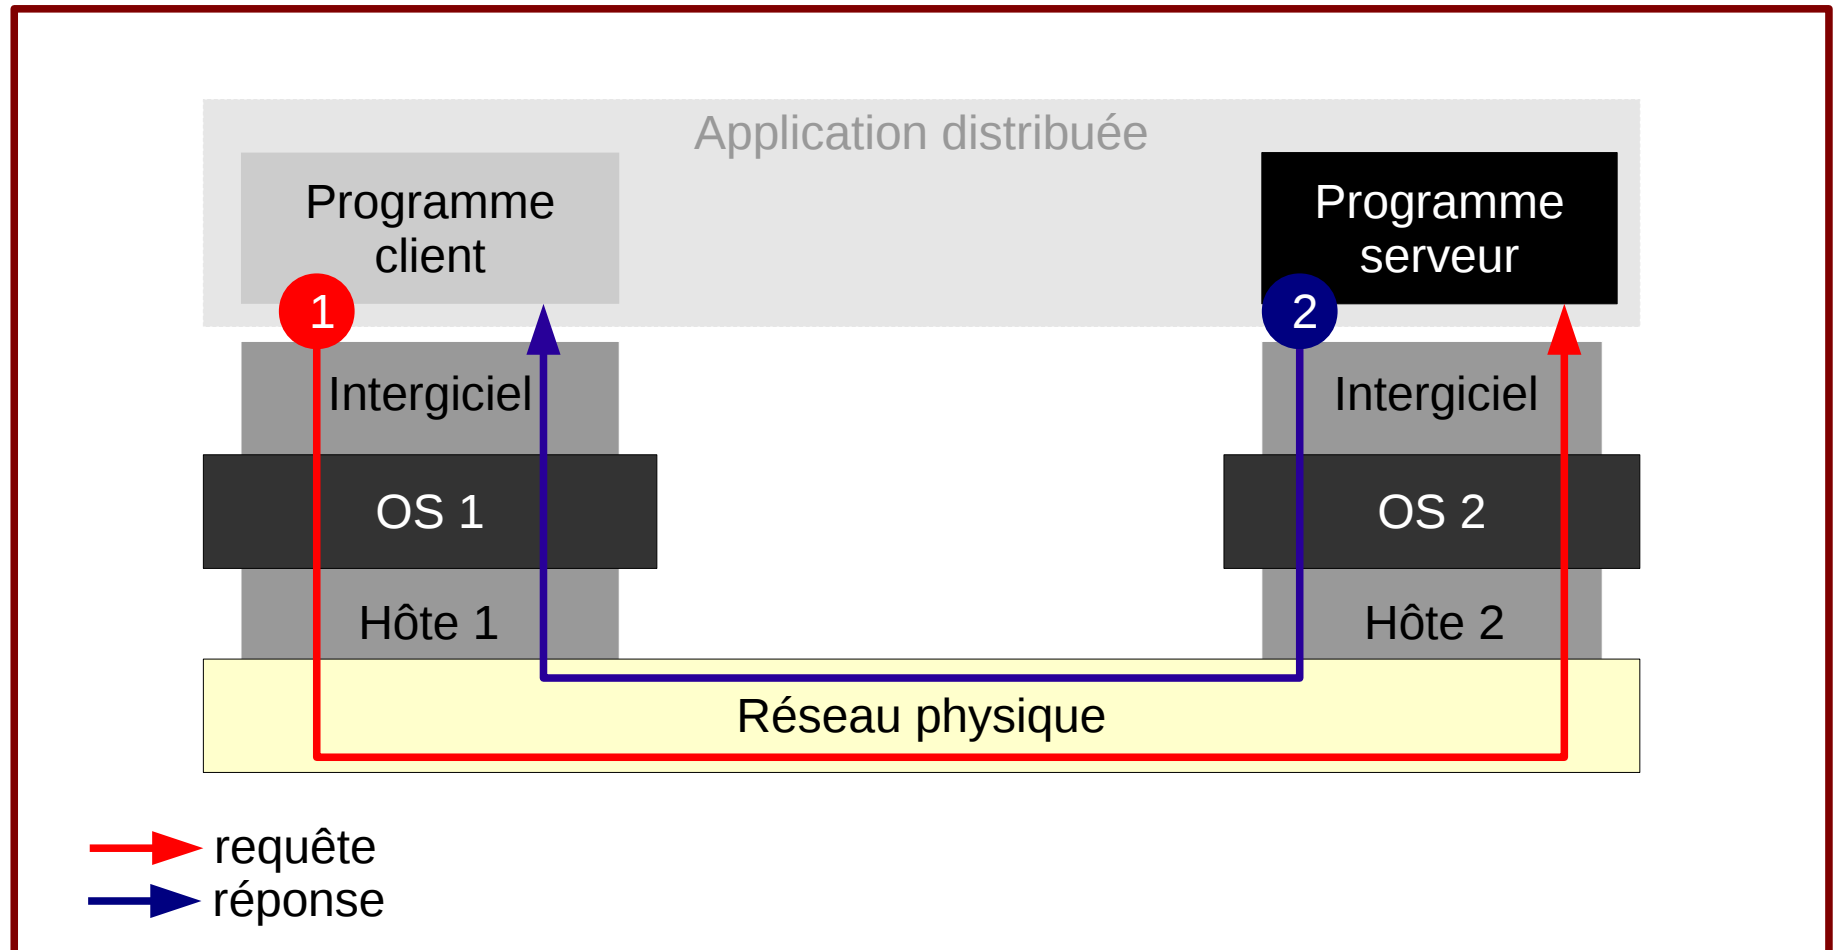 Application distribuée
Programme
client
Programme
serveur
1
2
Intergiciel
Intergiciel
OS 1
OS 2
Hôte 1
Hôte 2
Réseau physique
requête
réponse